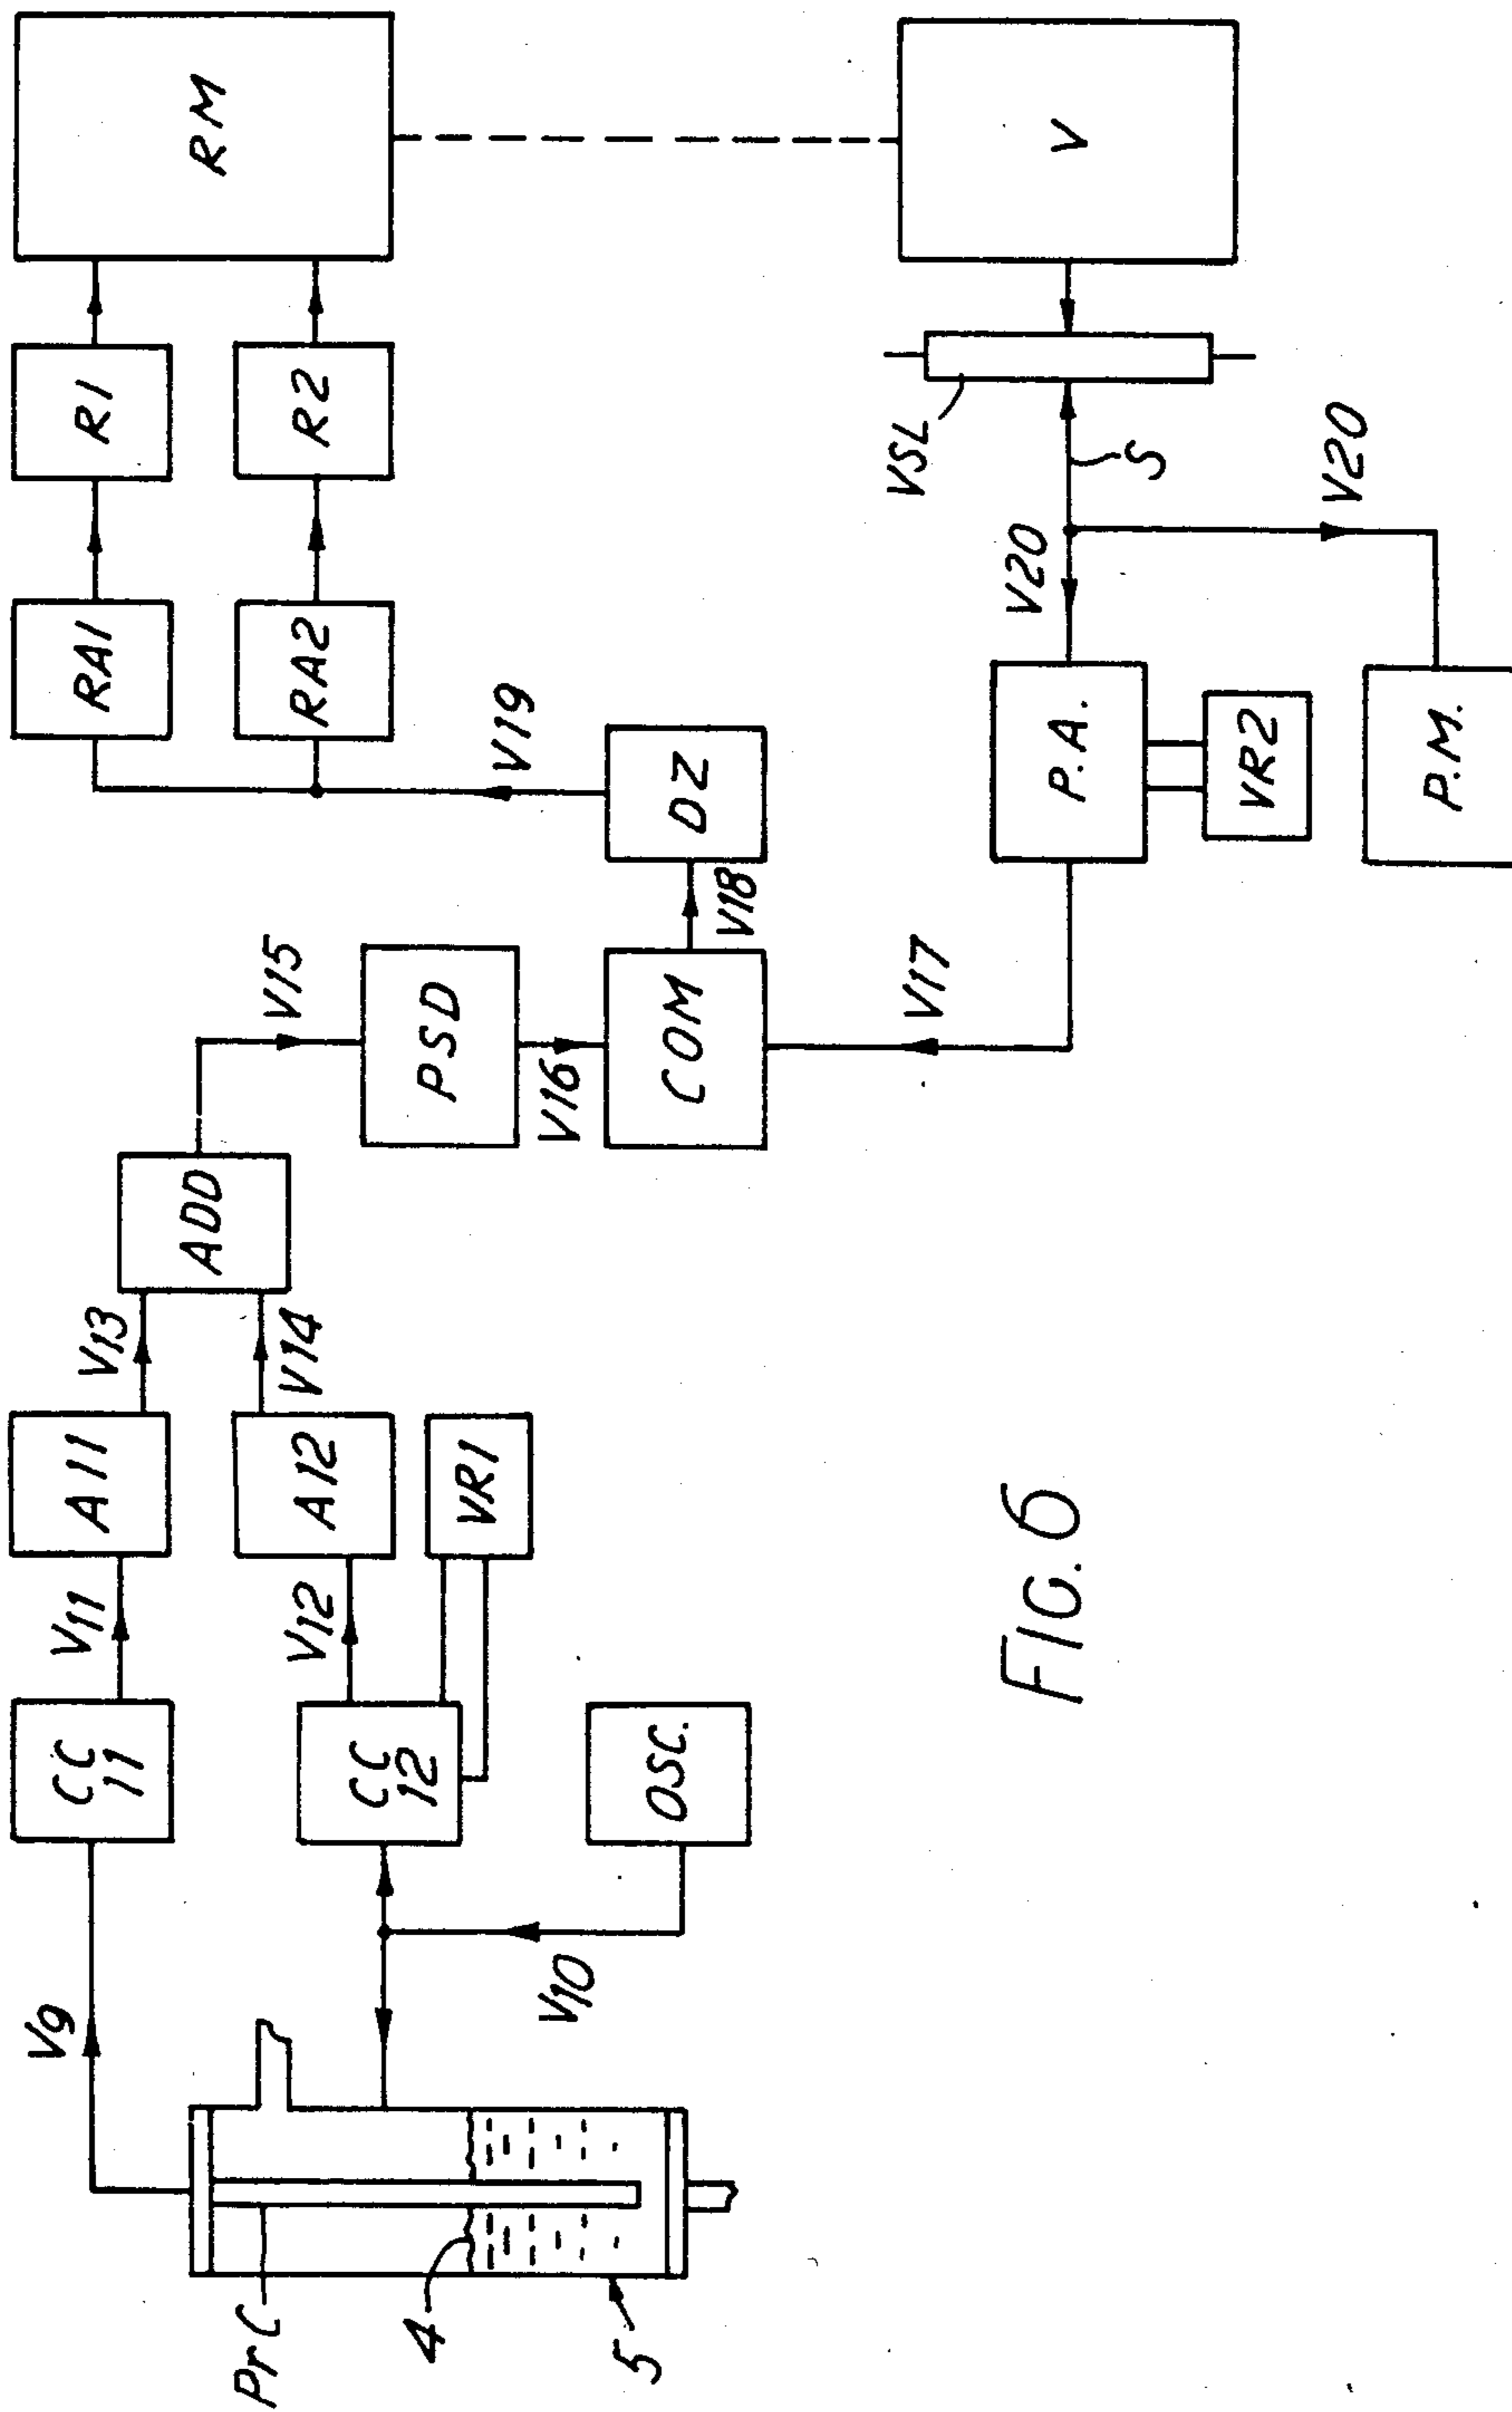 PrC
4
5
V9
V10
CC
11
CC
12
OSC.
V11
V12
A11
A12
VR1
V13
V14
ADD
V15
PSD
V16
COM
V17
V18
DZ
V19
RA1
RA2
R1
R2
RM
P.A.
VR2
P.M.
V20
V20
S
VSL
V
FIG. 6